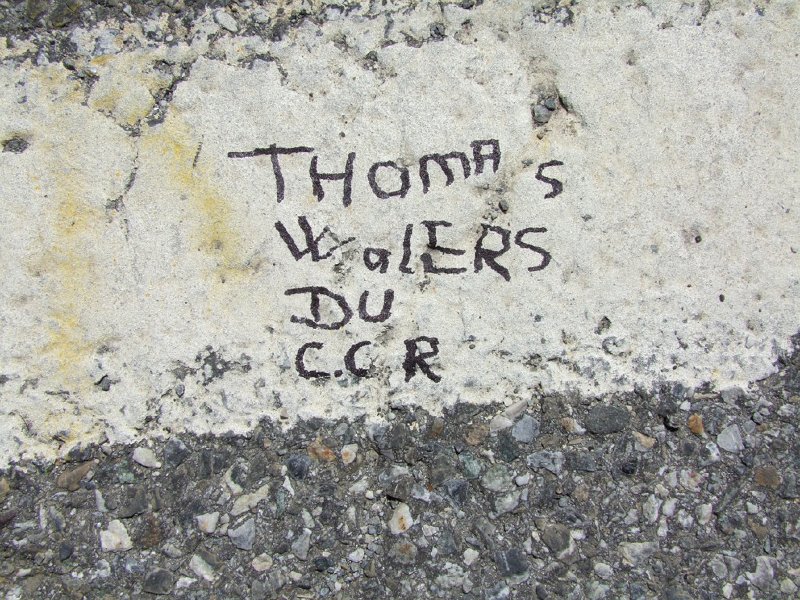 THOMAS
WalERS
DU
C.C R